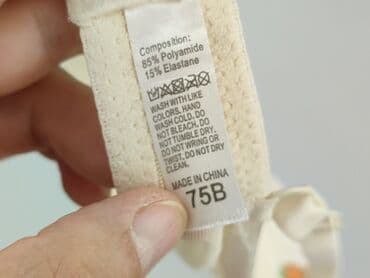 Composition:
85% Polyamide
15% Elastane
WASH WITH LIKE
COLORS, HAND
WASH COLD, DO
NOT BLEACH, DO
NOT TUMBLE DRY,
DO NOT WRING OR
TWIST, DO NOT DRY
CLEAN.
MADE IN CHINA
75B